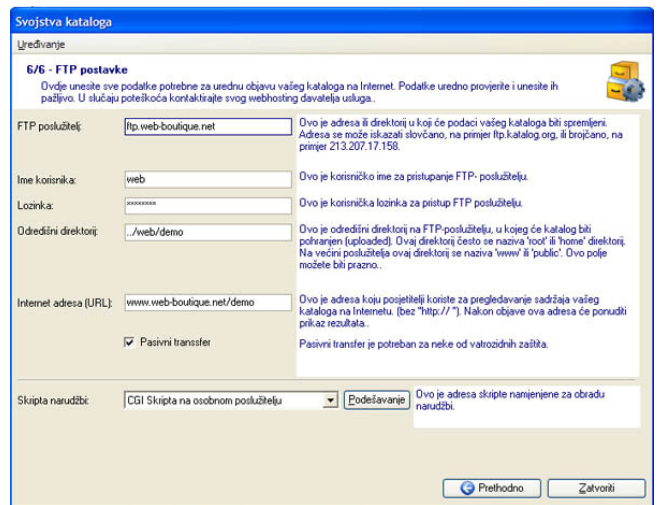 Svojstva kataloga
Uređivanje
6/6 - FTP postavke
Ovdje unesite sve podatke potrebne za urednu objavu vašeg kataloga na Internet. Podatke uredno provjerite i unesite ih
pažljivo. U slučaju poteškoća kontaktirajte svog webhosting davatelja usluga..
FTP poslužitelj:
ftp.web-boutique.net
Ovo je adresa ili direktorij u koji će podaci vašeg kataloga biti spremljeni.
Adresa se može iskazati slovčano, na primjer ftp.katalog.org, ili brojčano, na
primjer 213.207.17.158.
Ime korisnika:
web
Ovo je korisničko ime za pristupanje FTP- poslužitelju.
Lozinka:
××××××××
Ovo je korisnička lozinka za pristup FTP poslužitelju.
Odredišni direktorij:
../web/demo
Ovo je odredišni direktorij na FTP-poslužitelju, u kojeg će katalog biti
pohranjen (uploaded). Ovaj direktorij često se naziva 'root' ili 'home' direktorij.
Na većini poslužitelja ovaj direktorij se naziva 'www' ili 'public'. Ovo polje
možete biti prazno..
Internet adresa (URL):
www.web-boutique.net/demo
Ovo je adresa koju posjetitelji koriste za pregledavanje sadržaja vašeg
kataloga na Internetu. (bez "http:// "). Nakon objave ova adresa će ponuditi
prikaz rezultata..
Pasivni transsfer
Pasivni transfer je potreban za neke od vatrozidnih zaštita.
Skripta narudžbi:
CGI Skripta na osobnom poslužitelju
Podešavanje
Ovo je adresa skripte namjenjene za obradu
narudžbi.
Prethodno
Zatvoriti